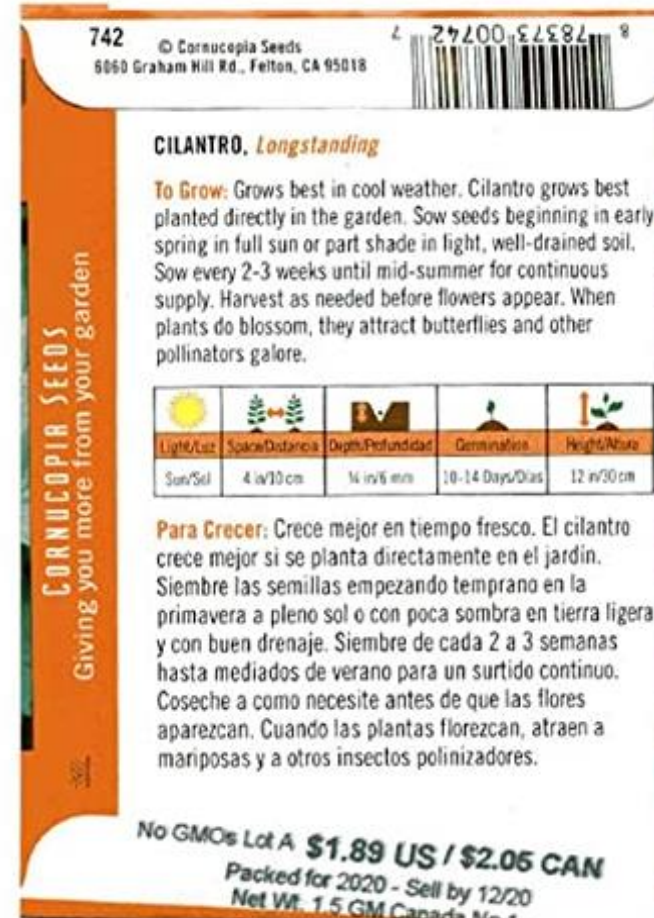 742
© Cornucopia Seeds
6060 Graham Hill Rd., Felton, CA 95018
8 78373 00742 7
CORNUCOPIA SEEDS
Giving you more from your garden
CILANTRO, Longstanding
To Grow: Grows best in cool weather. Cilantro grows best
planted directly in the garden. Sow seeds beginning in early
spring in full sun or part shade in light, well-drained soil.
Sow every 2-3 weeks until mid-summer for continuous
supply. Harvest as needed before flowers appear. When
plants do blossom, they attract butterflies and other
pollinators galore.
Light/Luz Space/Distancia Depth/Profundidad Germination Height/Altura
Sun/Sol 4 in/10 cm ¼ in/6 mm 10-14 Days/Días 12 in/30 cm
Para Crecer: Crece mejor en tiempo fresco. El cilantro
crece mejor si se planta directamente en el jardín.
Siembre las semillas empezando temprano en la
primavera a pleno sol o con poca sombra en tierra ligera
y con buen drenaje. Siembre de cada 2 a 3 semanas
hasta mediados de verano para un surtido continuo.
Coseche a como necesite antes de que las flores
aparezcan. Cuando las plantas florezcan, atraen a
mariposas y a otros insectos polinizadores.
No GMOs Lot A $1.89 US / $2.05 CAN
Packed for 2020 - Sell by 12/20
Net Wt. 1.5 GM Canada No